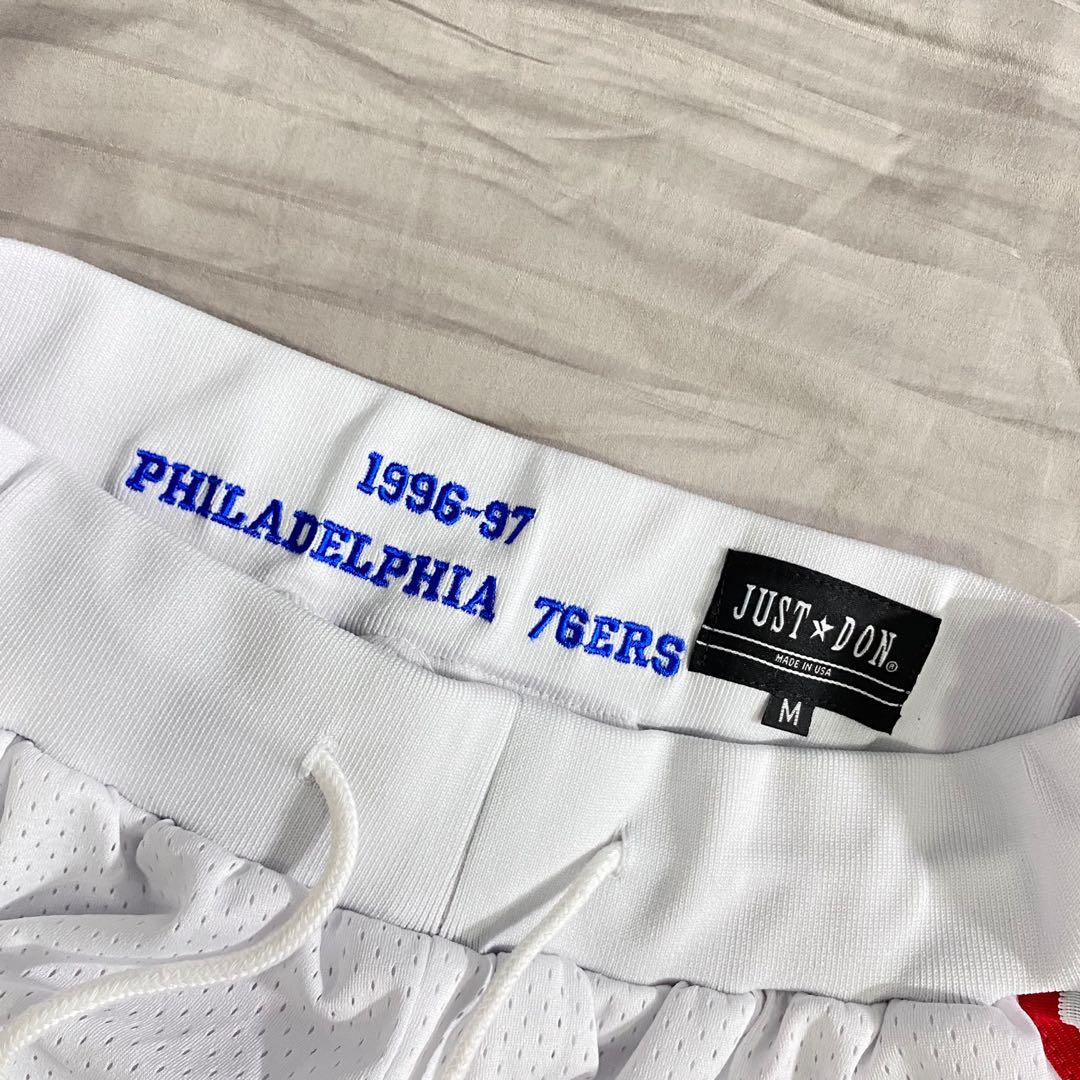 1996-97
PHILADELPHIA 76ERS
JUST★DON®
MADE IN USA
M